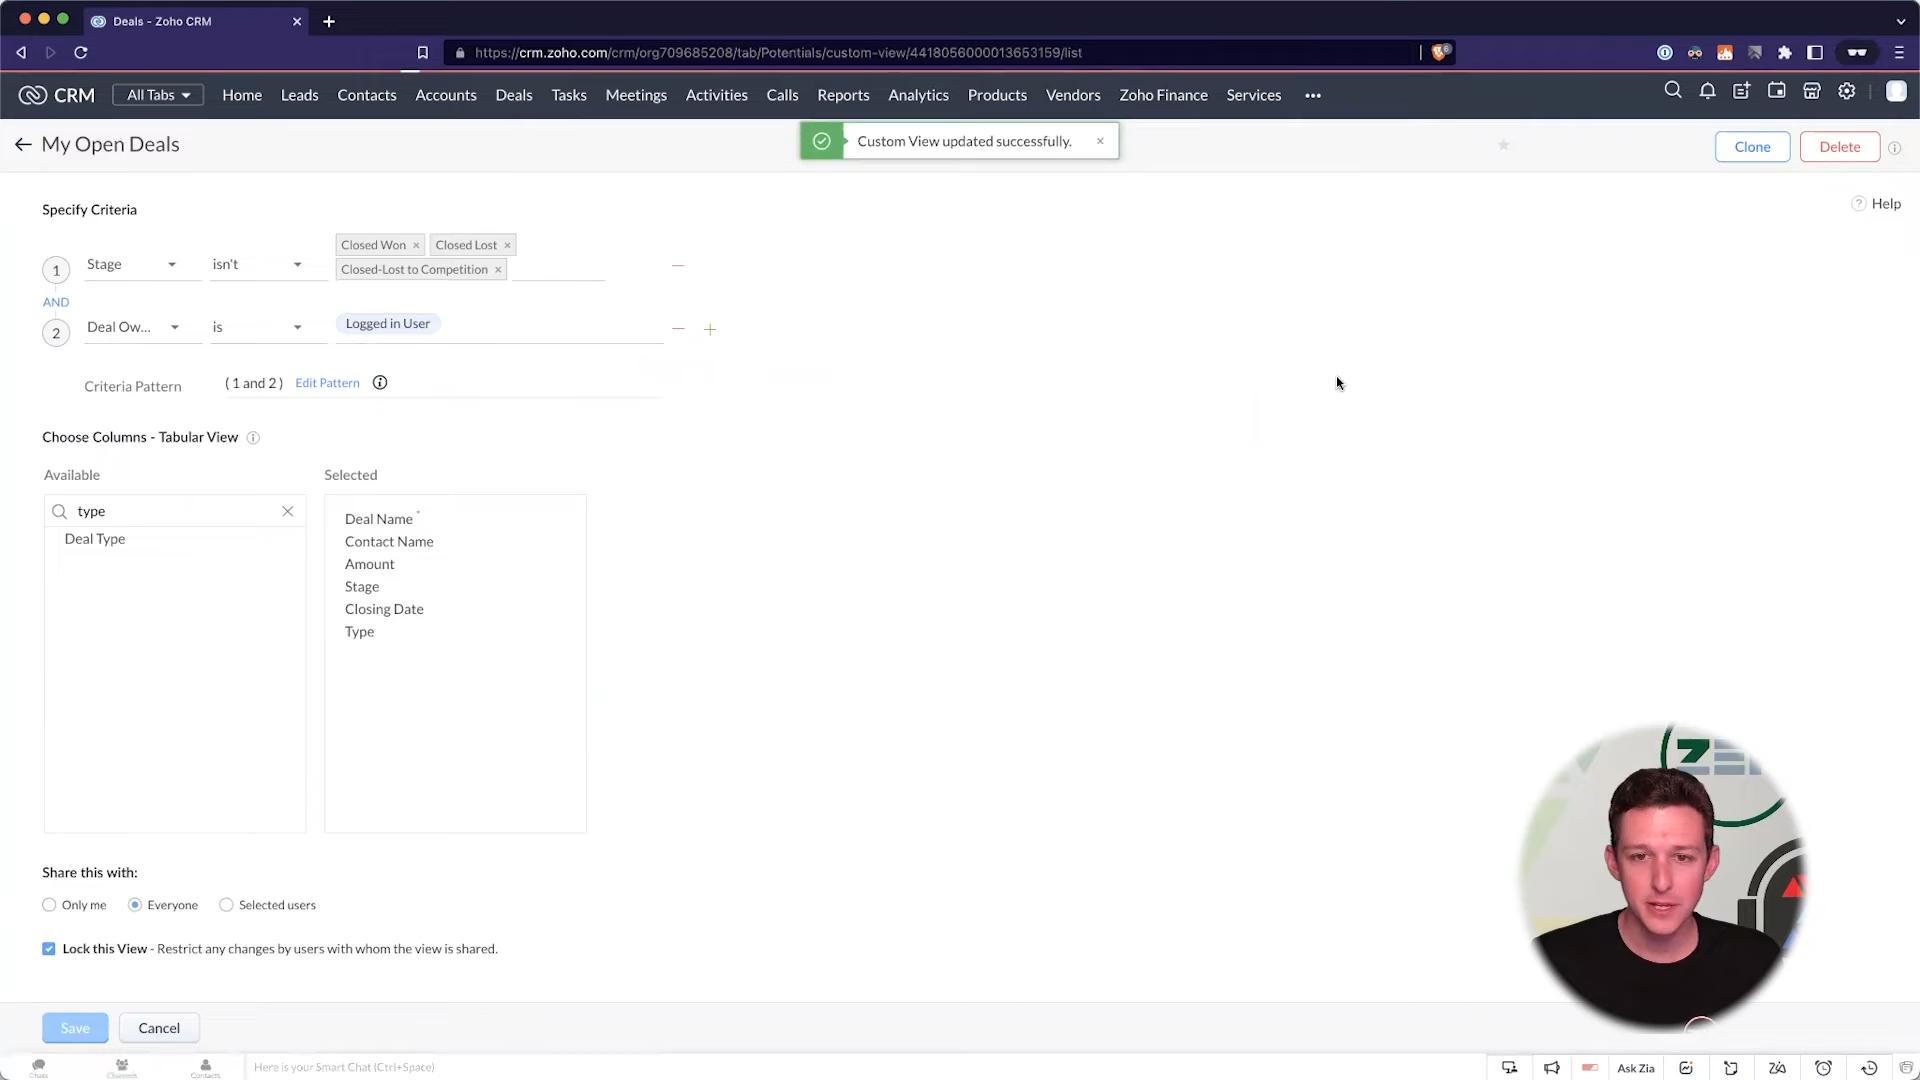 Deals - Zoho CRM
https://crm.zoho.com/crm/org709685208/tab/Potentials/custom-view/4418056000013653159/list
6
CRM
All Tabs
Home
Leads
Contacts
Accounts
Deals
Tasks
Meetings
Activities
Calls
Reports
Analytics
Products
Vendors
Zoho Finance
Services
My Open Deals
Custom View updated successfully.
Clone
Delete
Help
Specify Criteria
1
Stage
isn't
Closed Won
Closed Lost
Closed-Lost to Competition
AND
2
Deal Ow...
is
Logged in User
Criteria Pattern
( 1 and 2 )
Edit Pattern
Choose Columns - Tabular View
Available
Selected
type
Deal Type
Deal Name *
Contact Name
Amount
Stage
Closing Date
Type
Share this with:
Only me
Everyone
Selected users
Lock this View - Restrict any changes by users with whom the view is shared.
Save
Cancel
Chats
Channels
Contacts
Here is your Smart Chat (Ctrl+Space)
Ask Zia